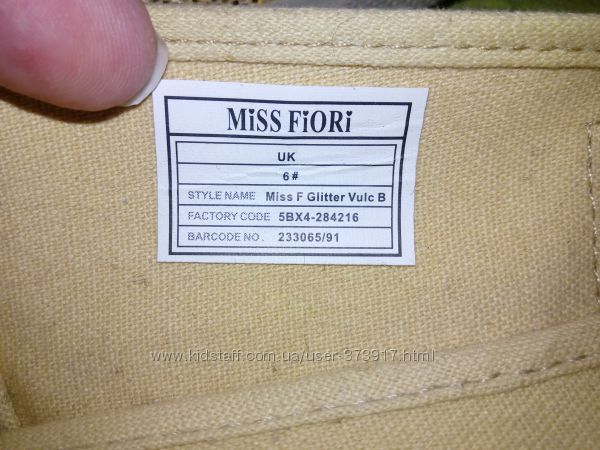 MiSS FiORi
UK
6#
STYLE NAME Miss F Glitter Vulc B
FACTORY CODE 5BX4-284216
BARCODE NO. 233065/91
www.kidstaff.com.ua/user-373917.html